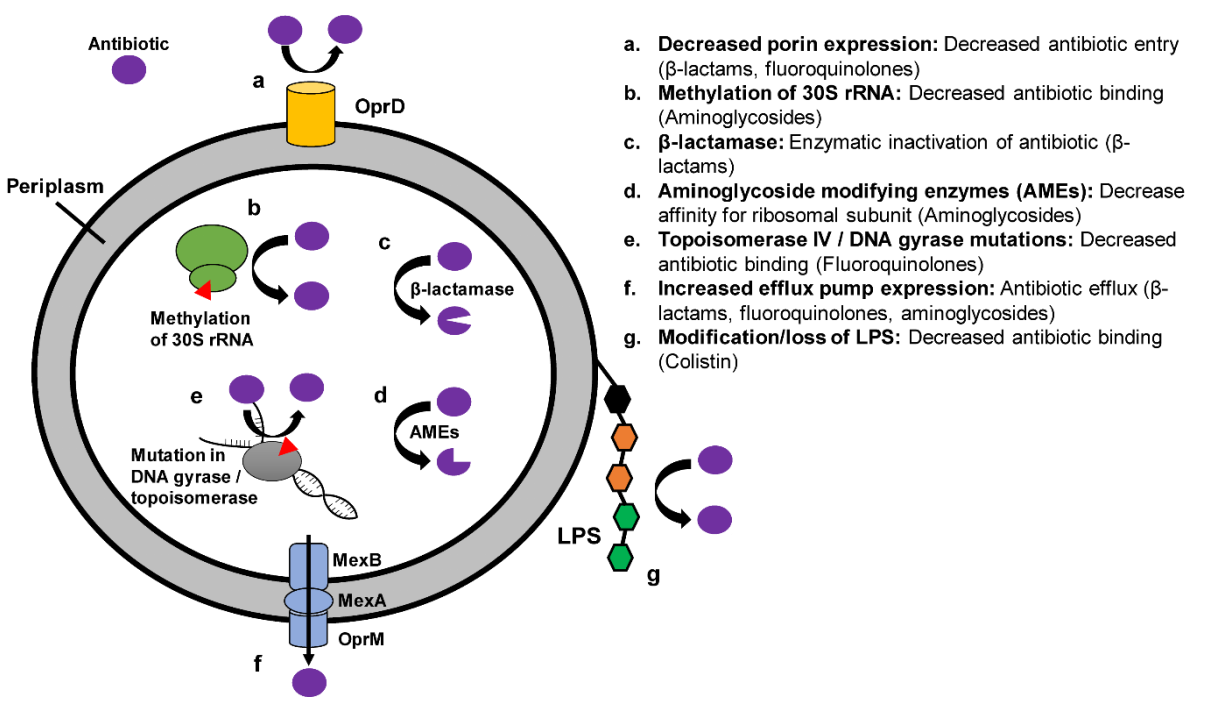 Antibiotic
a
OprD
Periplasm
b
Methylation
of 30S rRNA
c
β-lactamase
e
Mutation in
DNA gyrase /
topoisomerase
d
AMEs
MexB
MexA
OprM
f
LPS
g
a. Decreased porin expression: Decreased antibiotic entry
(β-lactams, fluoroquinolones)
b. Methylation of 30S rRNA: Decreased antibiotic binding
(Aminoglycosides)
c. β-lactamase: Enzymatic inactivation of antibiotic (β-
lactams)
d. Aminoglycoside modifying enzymes (AMEs): Decrease
affinity for ribosomal subunit (Aminoglycosides)
e. Topoisomerase IV / DNA gyrase mutations: Decreased
antibiotic binding (Fluoroquinolones)
f. Increased efflux pump expression: Antibiotic efflux (β-
lactams, fluoroquinolones, aminoglycosides)
g. Modification/loss of LPS: Decreased antibiotic binding
(Colistin)